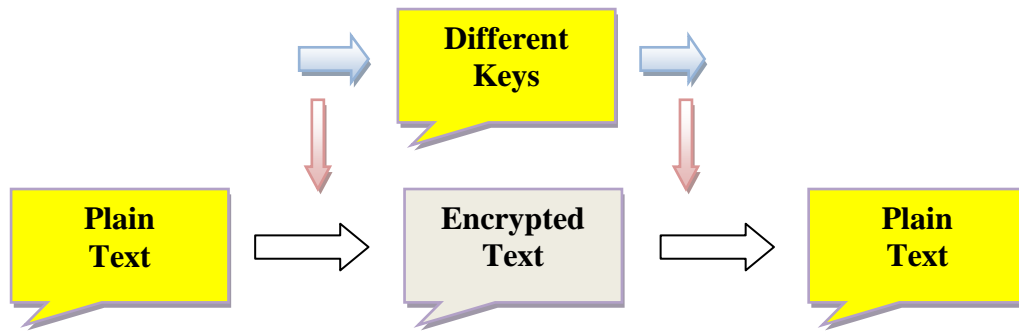 Different
Keys
Plain
Text
Encrypted
Text
Plain
Text